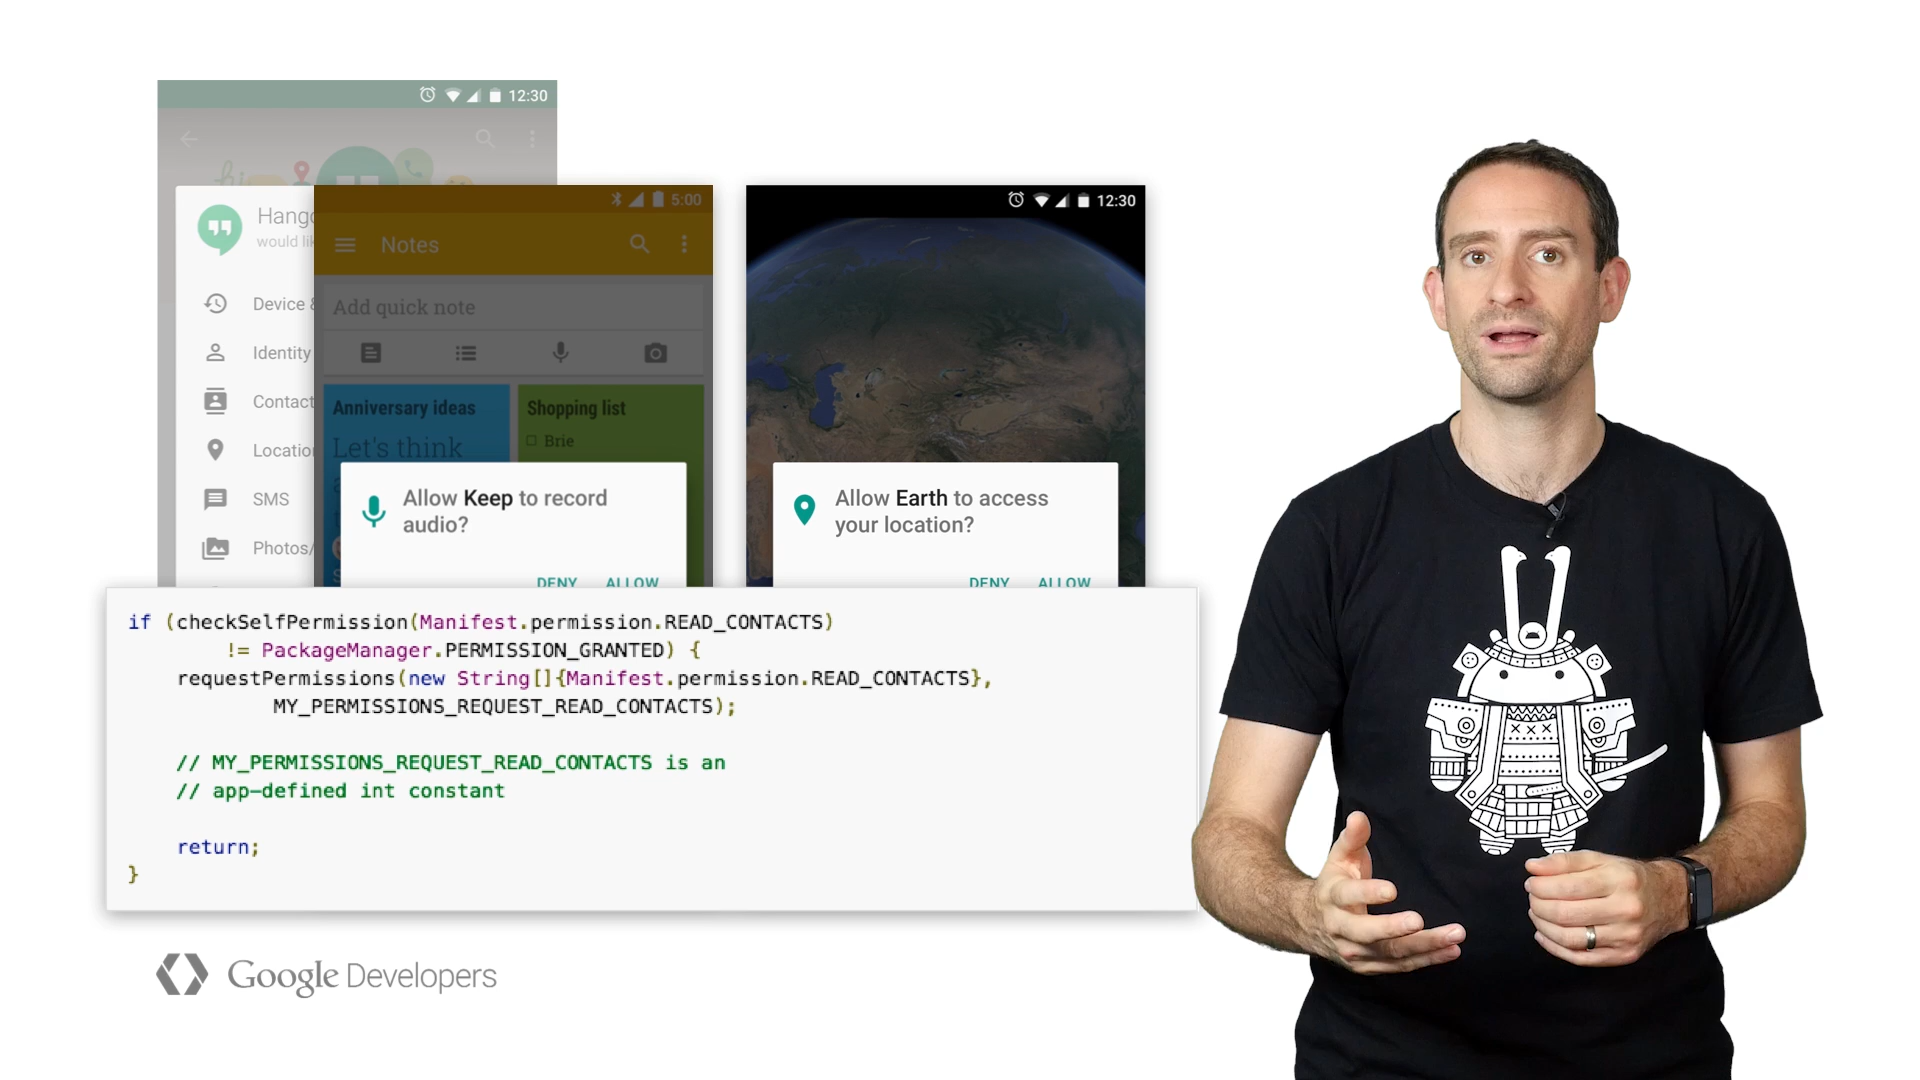 12:30
Hango
would lik
Device &
Identity
Contact
Location
SMS
Photos/
5:00
Notes
Add quick note
Anniversary ideas
Let's think
Shopping list
Brie
Allow Keep to record
audio?
DENY ALLOW
12:30
Allow Earth to access
your location?
DENY ALLOW
if (checkSelfPermission(Manifest.permission.READ_CONTACTS)
!= PackageManager.PERMISSION_GRANTED) {
requestPermissions(new String[]{Manifest.permission.READ_CONTACTS},
MY_PERMISSIONS_REQUEST_READ_CONTACTS);
// MY_PERMISSIONS_REQUEST_READ_CONTACTS is an
// app-defined int constant
return;
}
Google Developers